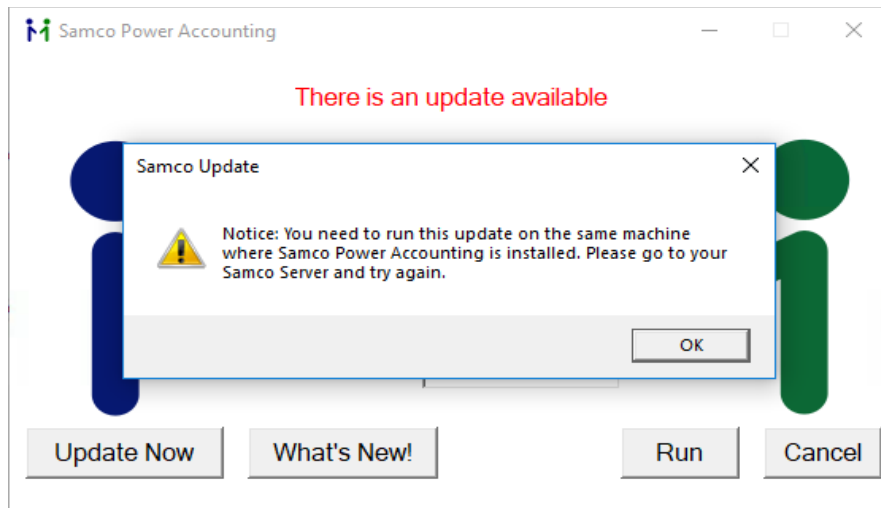 Samco Power Accounting
There is an update available
Samco Update
Notice: You need to run this update on the same machine
where Samco Power Accounting is installed. Please go to your
Samco Server and try again.
OK
Update Now
What's New!
Run
Cancel